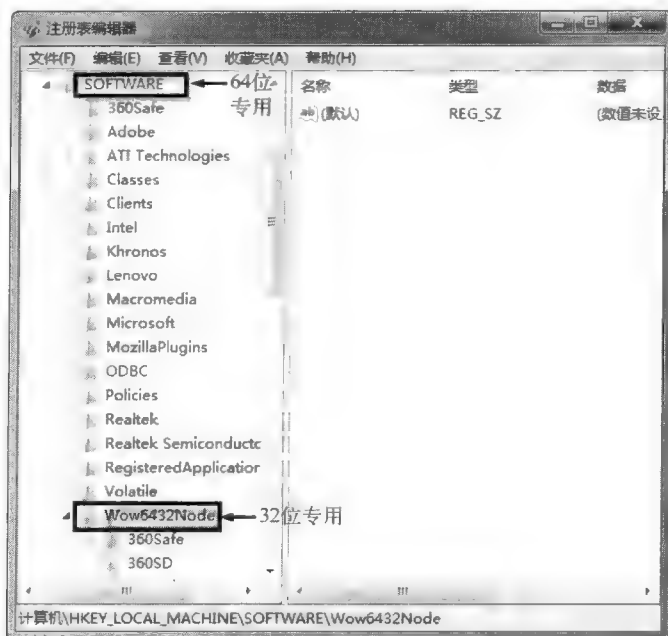 注册表编辑器
文件(F) 编辑(E) 查看(V) 收藏夹(A) 帮助(H)
SOFTWARE
64位
专用
360Safe
Adobe
ATI Technologies
Classes
Clients
Intel
Khronos
Lenovo
Macromedia
Microsoft
MozillaPlugins
ODBC
Policies
Realtek
Realtek Semiconductc
RegisteredApplicatior
Volatile
Wow6432Node
32位专用
360Safe
360SD
名称 类型 数据
ab (默认) REG_SZ (数值未设
计算机\HKEY_LOCAL_MACHINE\SOFTWARE\Wow6432Node